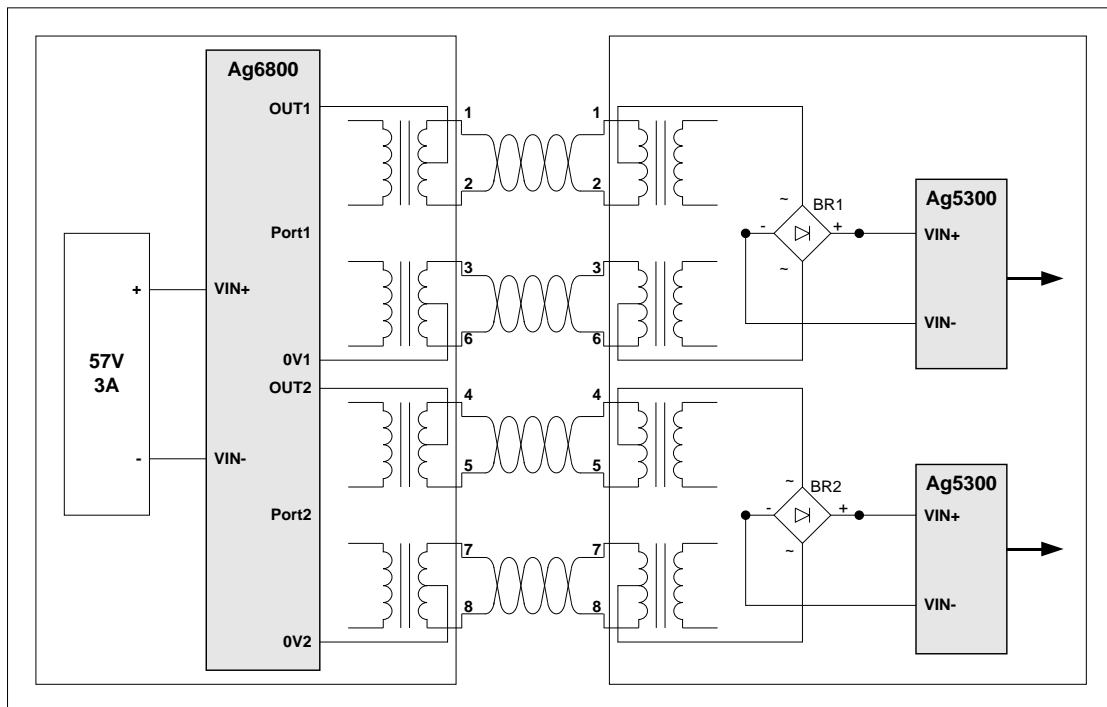 Ag6800
OUT1
Port1
+
VIN+
57V
3A
0V1
OUT2
-
VIN-
Port2
0V2
1
2
3
6
4
5
7
8
1
2
3
6
4
5
7
8
~
BR1
-
+
~
Ag5300
VIN+
VIN-
~
BR2
-
+
~
Ag5300
VIN+
VIN-